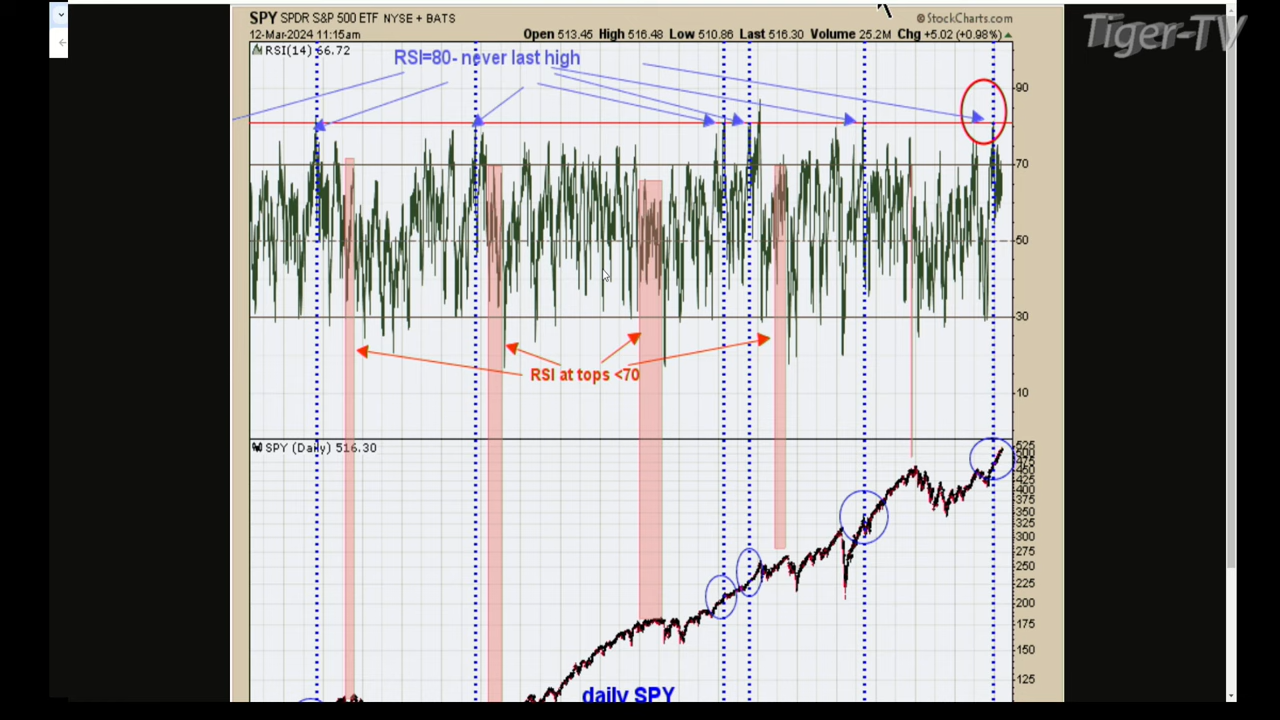 SPY SPDR S&P 500 ETF NYSE + BATS
© StockCharts.com
12-Mar-2024 11:15am
Open 513.45 High 516.48 Low 510.86 Last 516.30 Volume 25.2M Chg +5.02 (+0.98%)
Tiger-TV
RSI(14) 66.72
RSI=80- never last high
90
70
50
30
RSI at tops <70
10
SPY (Daily) 516.30
525
500
475
450
425
400
375
350
325
300
275
250
225
200
175
150
125
daily SPY